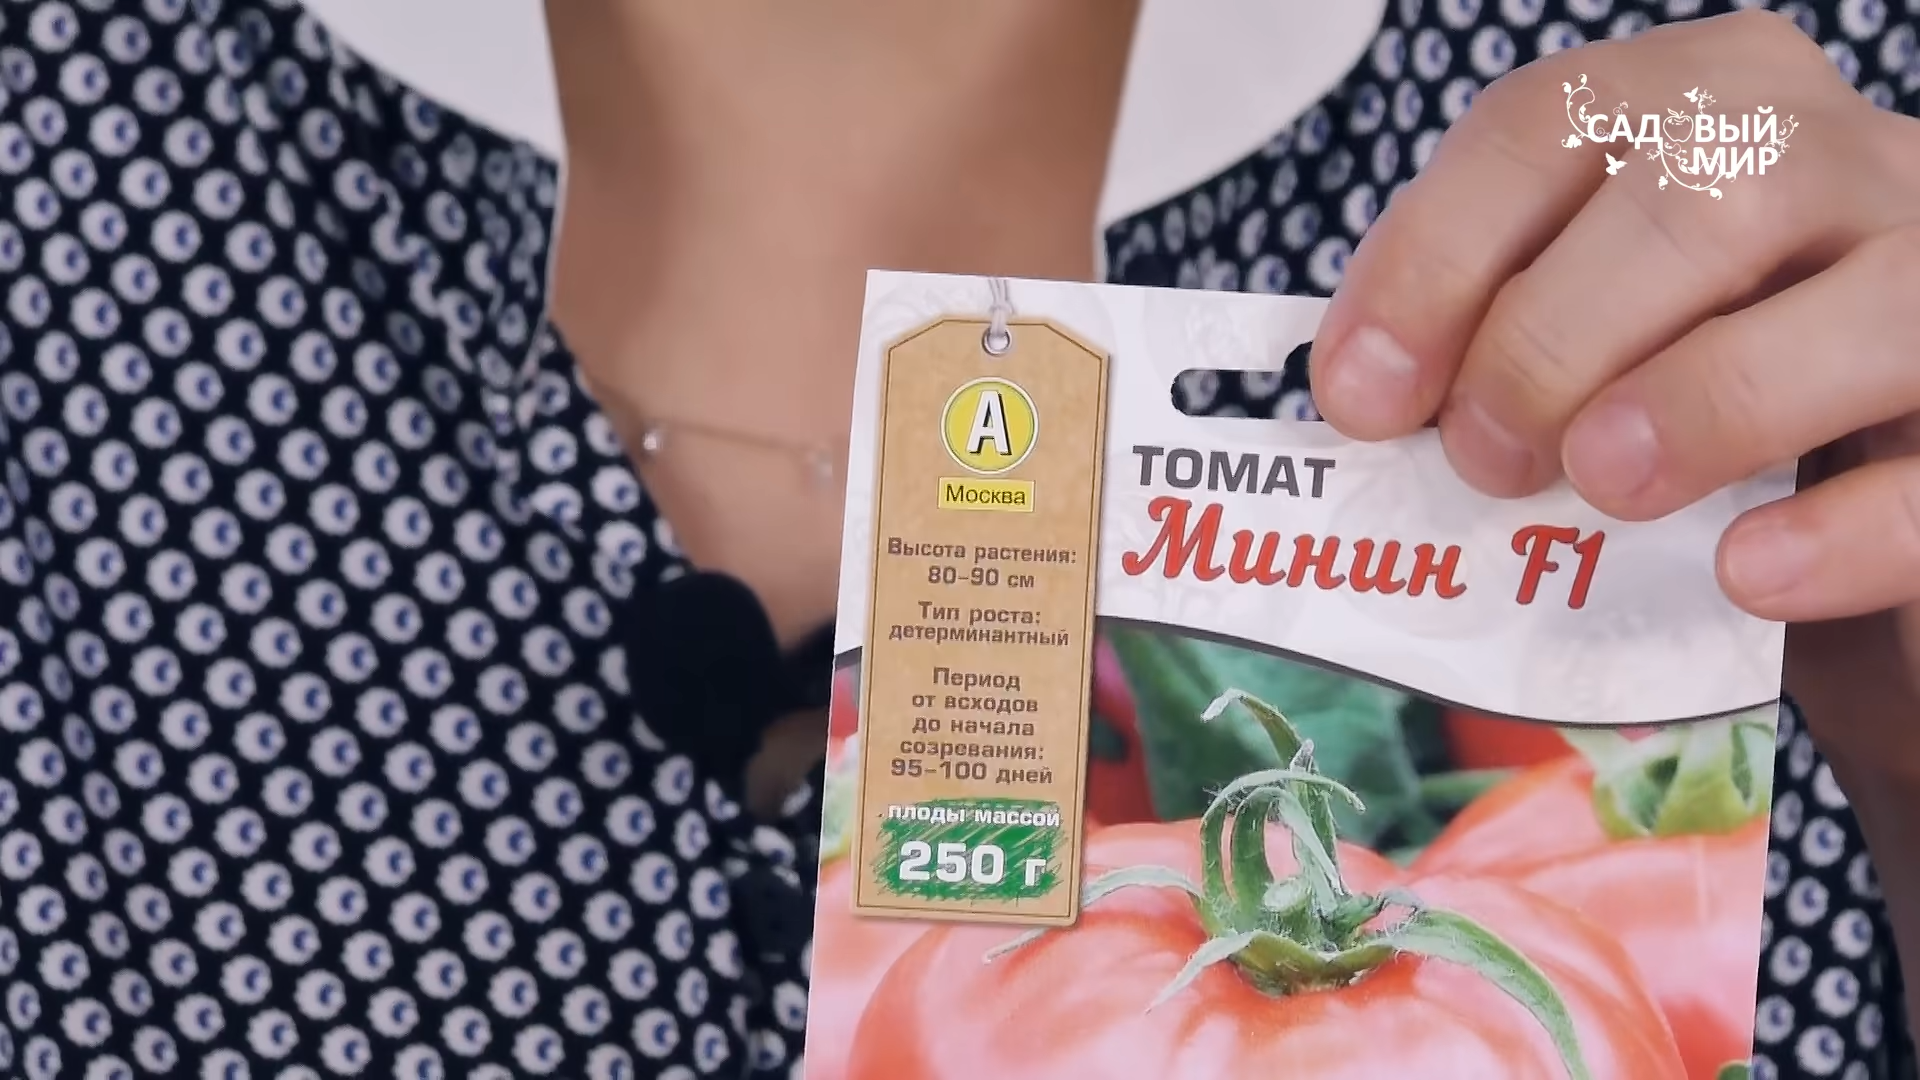 САДОВЫЙ
МИР
А
Москва
Высота растения:
80–90 см
Тип роста:
детерминантный
Период
от всходов
до начала
созревания:
95–100 дней
плоды массой
250 г
ТОМАТ
Минин F1